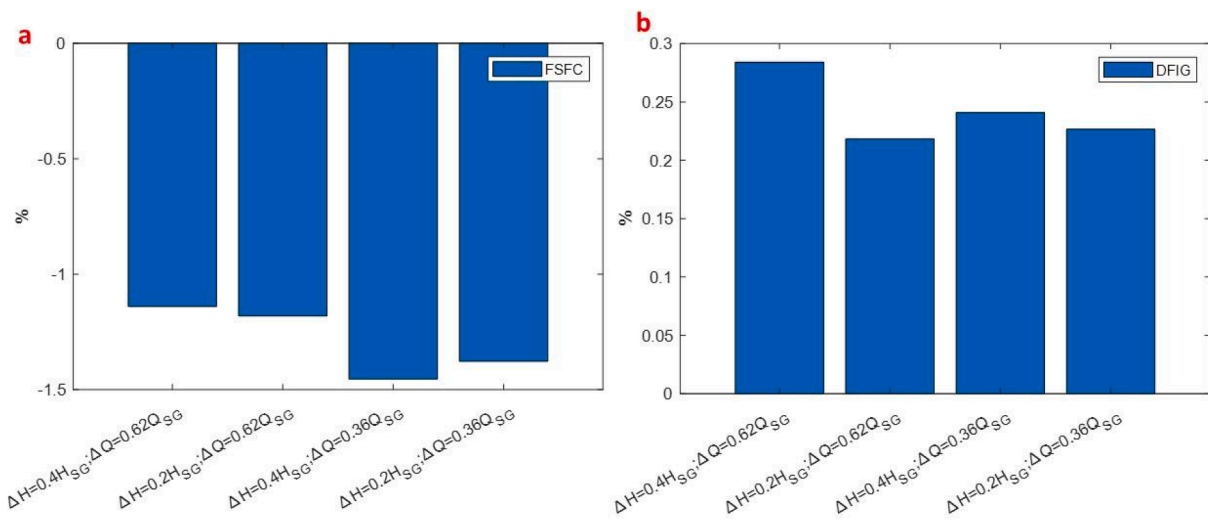 a
0
-0.5
-1
-1.5
%
FSFC
ΔH=0.4H_SG;ΔQ=0.62Q_SG
ΔH=0.2H_SG;ΔQ=0.62Q_SG
ΔH=0.4H_SG;ΔQ=0.36Q_SG
ΔH=0.2H_SG;ΔQ=0.36Q_SG
b
0.3
0.25
0.2
0.15
0.1
0.05
0
%
DFIG
ΔH=0.4H_SG;ΔQ=0.62Q_SG
ΔH=0.2H_SG;ΔQ=0.62Q_SG
ΔH=0.4H_SG;ΔQ=0.36Q_SG
ΔH=0.2H_SG;ΔQ=0.36Q_SG